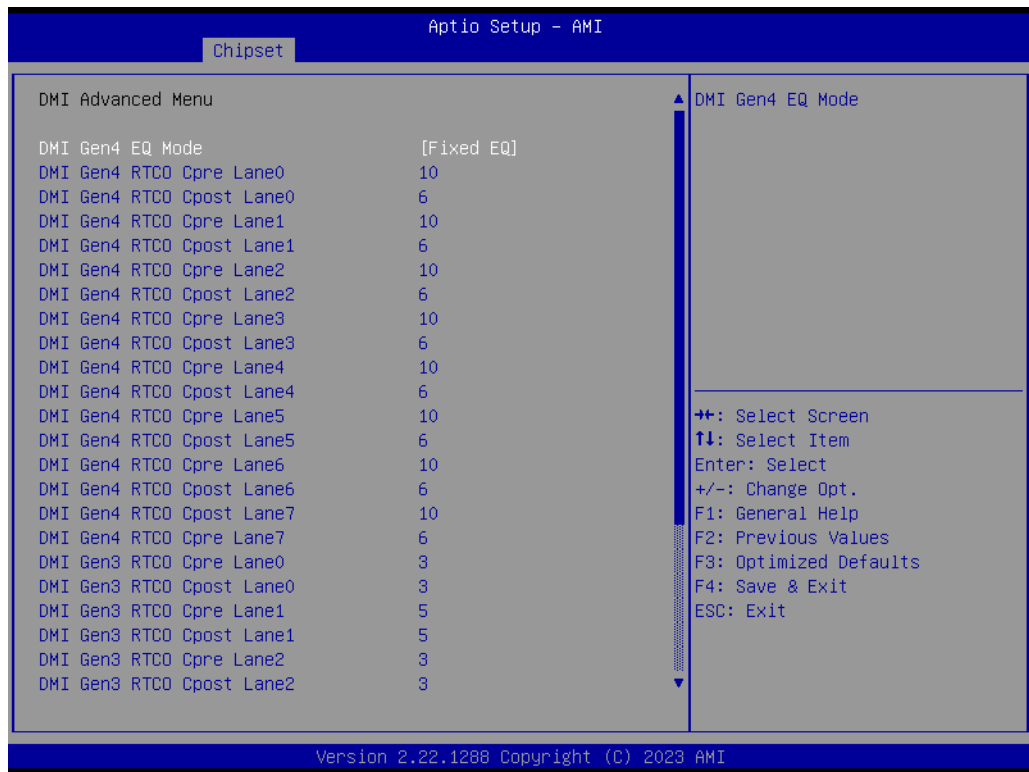 Aptio Setup – AMI
Chipset
DMI Advanced Menu
DMI Gen4 EQ Mode [Fixed EQ]
DMI Gen4 RTCO Cpre Lane0 10
DMI Gen4 RTCO Cpost Lane0 6
DMI Gen4 RTCO Cpre Lane1 10
DMI Gen4 RTCO Cpost Lane1 6
DMI Gen4 RTCO Cpre Lane2 10
DMI Gen4 RTCO Cpost Lane2 6
DMI Gen4 RTCO Cpre Lane3 10
DMI Gen4 RTCO Cpost Lane3 6
DMI Gen4 RTCO Cpre Lane4 10
DMI Gen4 RTCO Cpost Lane4 6
DMI Gen4 RTCO Cpre Lane5 10
DMI Gen4 RTCO Cpost Lane5 6
DMI Gen4 RTCO Cpre Lane6 10
DMI Gen4 RTCO Cpost Lane6 6
DMI Gen4 RTCO Cpost Lane7 10
DMI Gen4 RTCO Cpre Lane7 6
DMI Gen3 RTCO Cpre Lane0 3
DMI Gen3 RTCO Cpost Lane0 3
DMI Gen3 RTCO Cpre Lane1 5
DMI Gen3 RTCO Cpost Lane1 5
DMI Gen3 RTCO Cpre Lane2 3
DMI Gen3 RTCO Cpost Lane2 3
DMI Gen4 EQ Mode
→←: Select Screen
↑↓: Select Item
Enter: Select
+/-: Change Opt.
F1: General Help
F2: Previous Values
F3: Optimized Defaults
F4: Save & Exit
ESC: Exit
Version 2.22.1288 Copyright (C) 2023 AMI